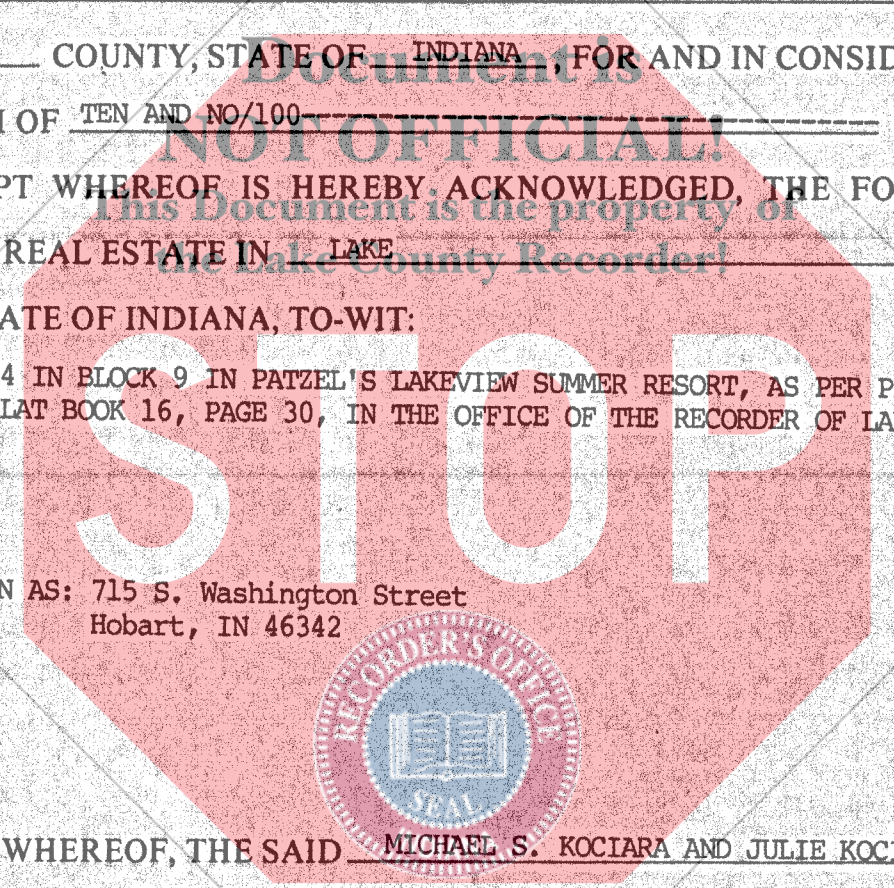 COUNTY, STATE OF INDIANA, FOR AND IN CONSID
Document is
OF TEN AND NO/100
NOT OFFICIAL!
PT WHEREOF IS HEREBY ACKNOWLEDGED, THE FO
This Document is the property of
REAL ESTATE IN LAKE
the Lake County Recorder!
ATE OF INDIANA, TO-WIT:
4 IN BLOCK 9 IN PATZEL'S LAKEVIEW SUMMER RESORT, AS PER P
LAT BOOK 16, PAGE 30, IN THE OFFICE OF THE RECORDER OF LA
STOP
N AS: 715 S. Washington Street
Hobart, IN 46342
RECORDER'S OFFICE
SEAL
WHEREOF, THE SAID MICHAEL S. KOCIARA AND JULIE KOCI